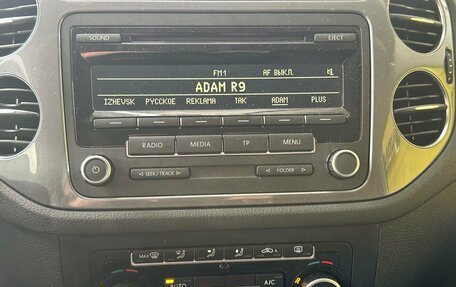 SOUND
EJECT
FM1 AF ВЫКЛ.
ADAM R9
IZHEVSK РУССКОЕ REKLAMA ТАК ADAM PLUS
RADIO MEDIA TP MENU
SEEK/TRACK FOLDER
MAX
AUTO A/C